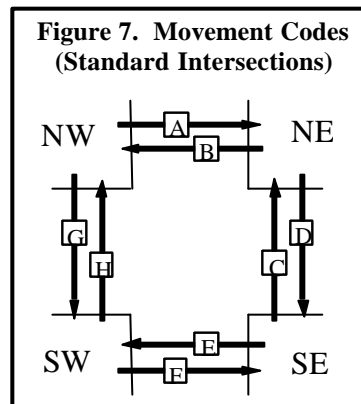 Figure 7. Movement Codes
(Standard Intersections)
NW A NE
B
G D
H C
E
SW F SE